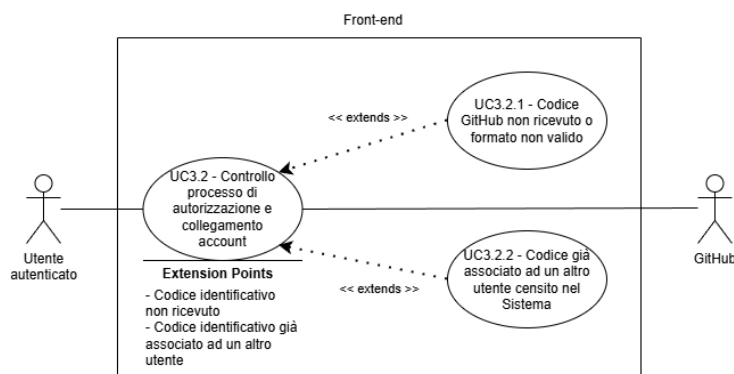 Front-end
UC3.2.1 - Codice
GitHub non ricevuto o
formato non valido
<< extends >>
UC3.2 - Controllo
processo di
autorizzazione e
collegamento
account
Utente
autenticato
GitHub
UC3.2.2 - Codice già
associato ad un altro
utente censito nel
Sistema
<< extends >>
Extension Points
- Codice identificativo
non ricevuto
- Codice identificativo già
associato ad un altro
utente